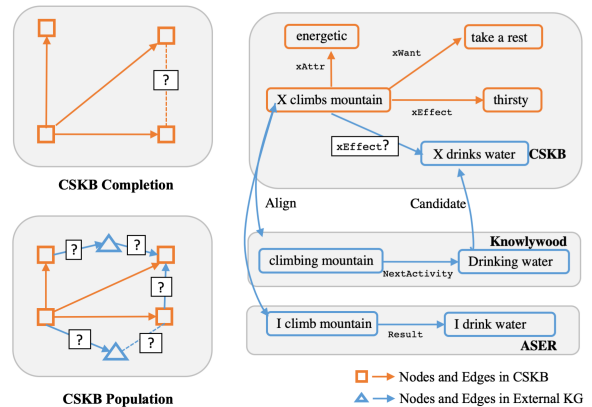 ?
CSKB Completion
?
?
?
?
?
CSKB Population
energetic
xAttr
xWant
take a rest
X climbs mountain
xEffect
thirsty
xEffect?
X drinks water
CSKB
Align
Candidate
Knowlywood
climbing mountain
NextActivity
Drinking water
I climb mountain
Result
I drink water
ASER
Nodes and Edges in CSKB
Nodes and Edges in External KG